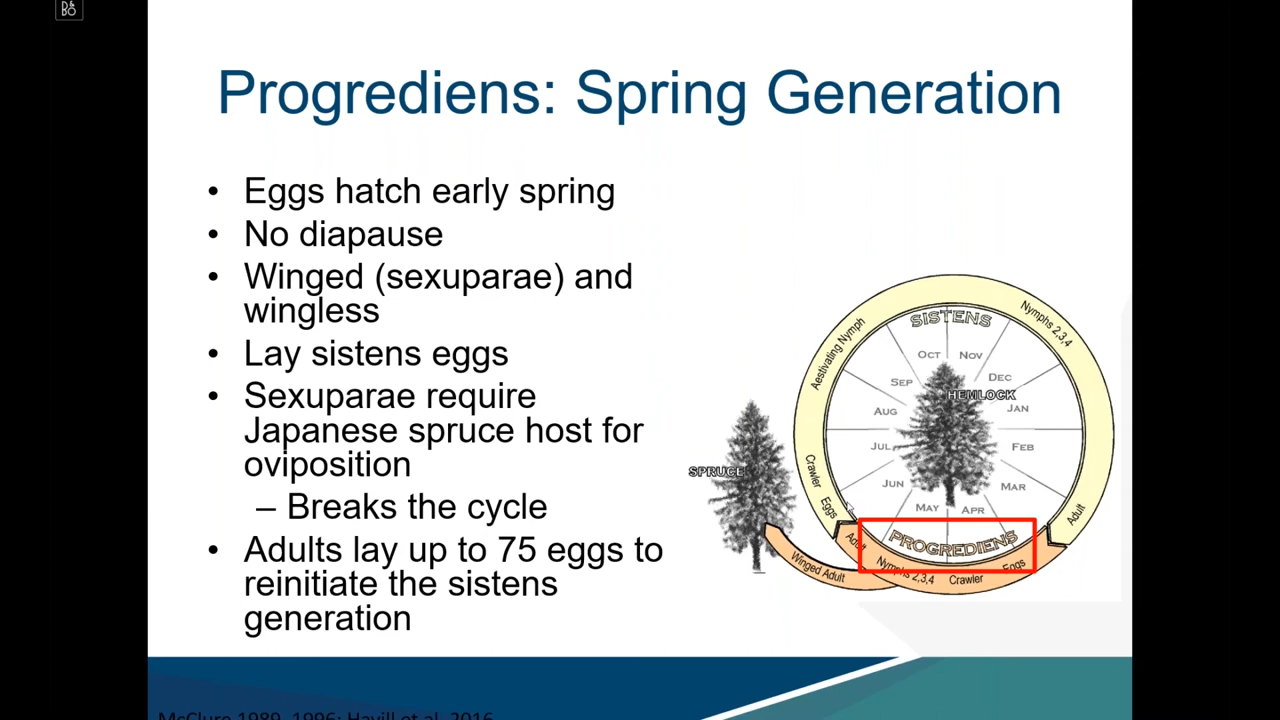 Progrediens: Spring Generation
• Eggs hatch early spring
• No diapause
• Winged (sexuparae) and
wingless
• Lay sistens eggs
• Sexuparae require
Japanese spruce host for
oviposition
– Breaks the cycle
• Adults lay up to 75 eggs to
reinitiate the sistens
generation
SISTENS
Aestivating Nymph
Nymphs 2,3,4
OCT
NOV
SEP
DEC
HEMLOCK
AUG
JAN
JUL
FEB
JUN
MAR
MAY
APR
SPRUCE
Crawler
Eggs
Adult
PROGREDIENS
Adult
Nymphs 2,3,4
Crawler
Eggs
Winged Adult
McClure 1989, 1996; Havill et al. 2016